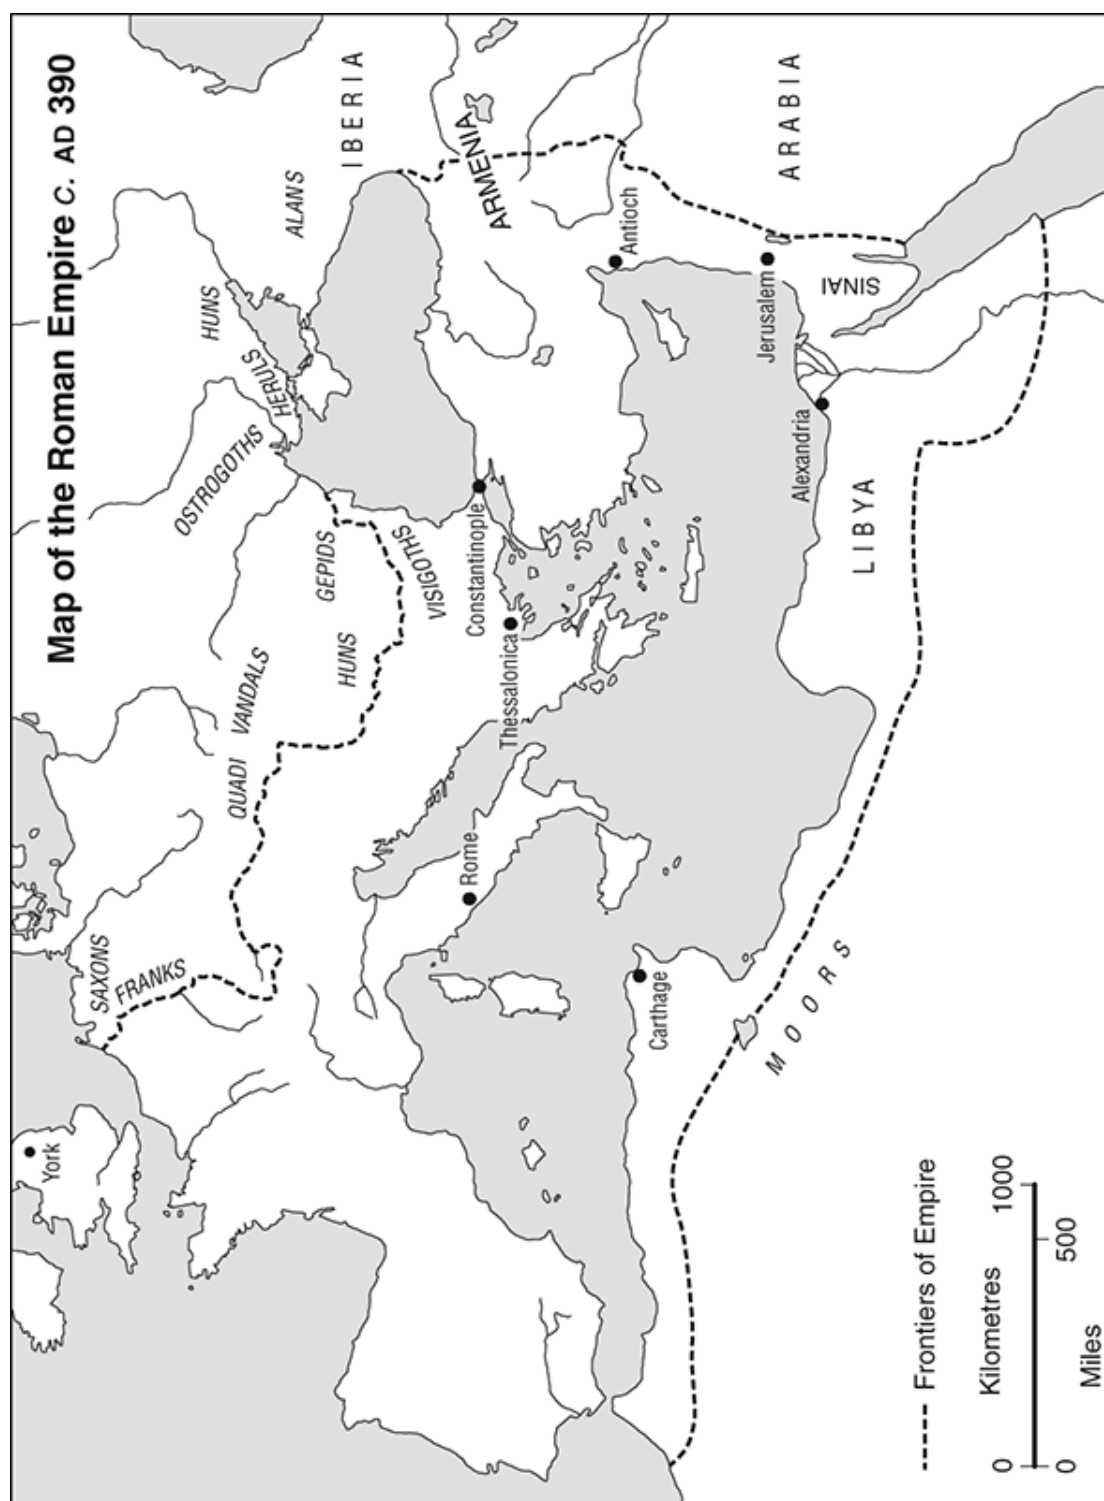 Map of the Roman Empire C. AD 390
IBERIA
ALANS
HUNS
HERULS
OSTROGOTHS
ARMENIA
ARABIA
Antioch
Jerusalem
SINAI
Alexandria
LIBYA
GEPIDS
VISIGOTHS
Constantinople
Thessalonica
HUNS
VANDALS
QUADI
Rome
SAXONS
FRANKS
York
Carthage
MOORS
Frontiers of Empire
0 Kilometres 1000
0 500
Miles